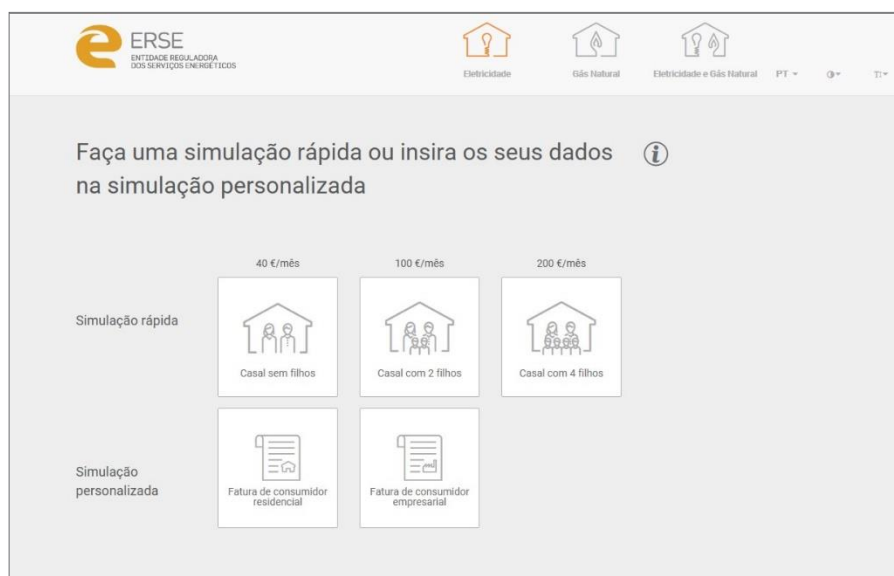 ERSE
ENTIDADE REGULADORA
DOS SERVIÇOS ENERGÉTICOS
Eletricidade
Gás Natural
Eletricidade e Gás Natural
PT
Faça uma simulação rápida ou insira os seus dados
na simulação personalizada
40 €/mês
100 €/mês
200 €/mês
Simulação rápida
Casal sem filhos
Casal com 2 filhos
Casal com 4 filhos
Simulação
personalizada
Fatura de consumidor
residencial
Fatura de consumidor
empresarial